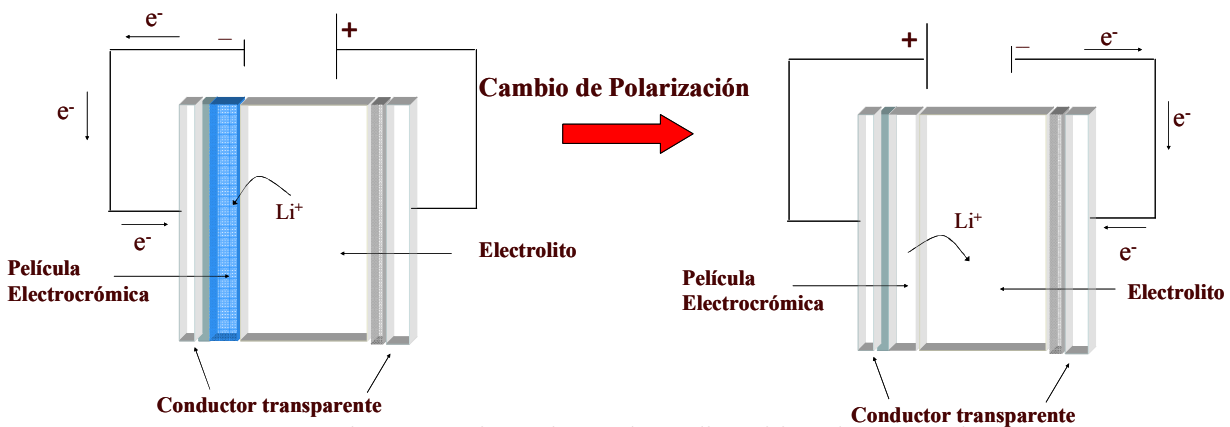 e-
−
+
e-
e-
e-
Li+
Película
Electrocrómica
Electrolito
Conductor transparente
Cambio de Polarización
+
−
e-
e-
e-
Li+
Película
Electrocrómica
Electrolito
Conductor transparente